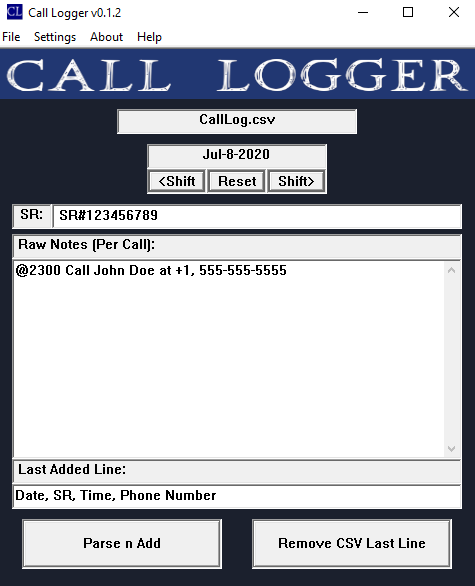 CL Call Logger v0.1.2
File Settings About Help
CALL LOGGER
CallLog.csv
Jul-8-2020
<Shift Reset Shift>
SR: SR#123456789
Raw Notes (Per Call):
@2300 Call John Doe at +1, 555-555-5555
Last Added Line:
Date, SR, Time, Phone Number
Parse n Add Remove CSV Last Line